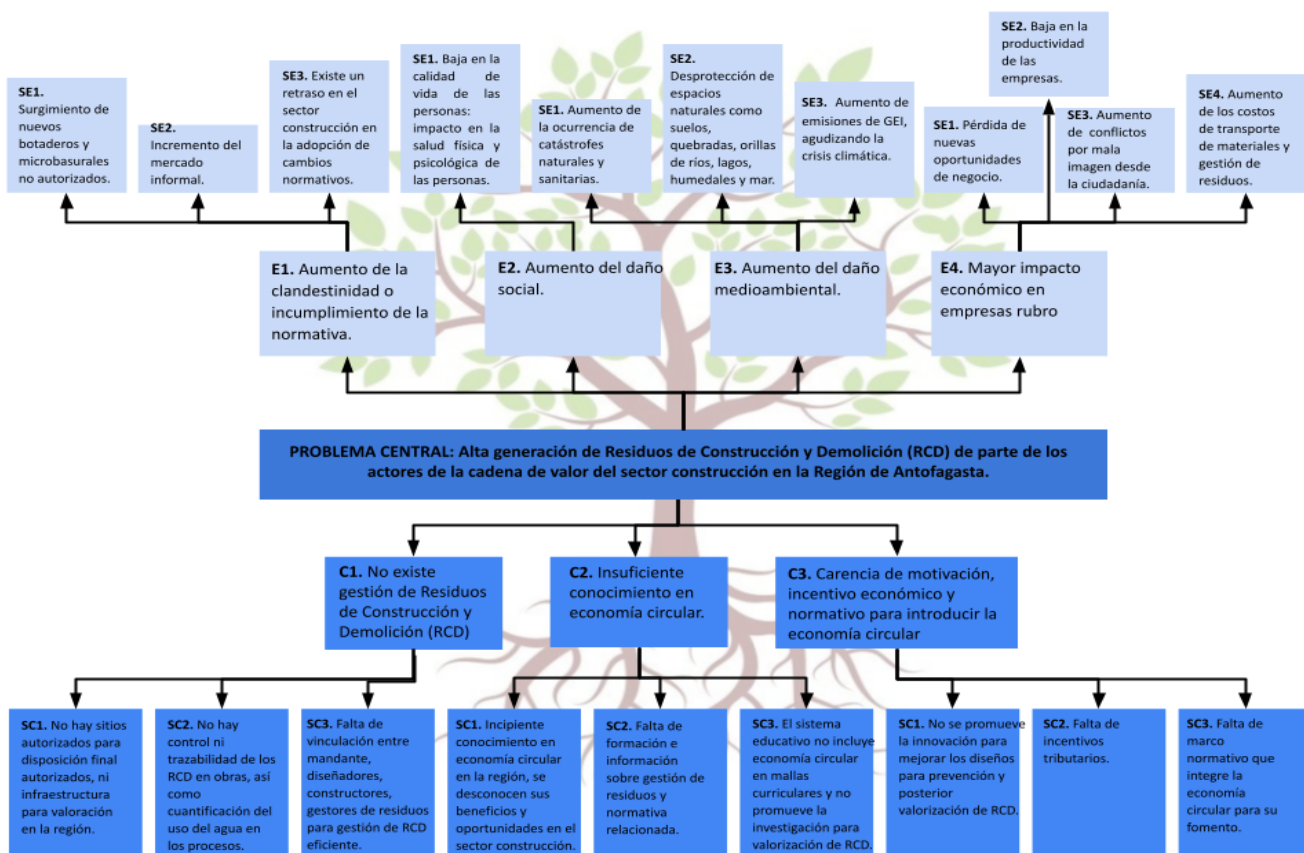 SE1.
Surgimiento de
nuevos
botaderos y
microbasurales
no autorizados.
SE2.
Incremento del
mercado
informal.
SE3. Existe un
retraso en el
sector
construcción en
la adopción de
cambios
normativos.
SE1. Baja en la
calidad de
vida de las
personas:
impacto en la
salud física y
psicológica de
las personas.
SE1. Aumento de
la ocurrencia de
catástrofes
naturales y
sanitarias.
SE2.
Desprotección de
espacios
naturales como
suelos,
quebradas, orillas
de ríos, lagos,
humedales y mar.
SE3. Aumento de
emisiones de GEI,
agudizando la
crisis climática.
SE1. Pérdida de
nuevas
oportunidades
de negocio.
SE2. Baja en la
productividad
de las
empresas.
SE3. Aumento
de conflictos
por mala
imagen desde
la ciudadanía.
SE4. Aumento
de los costos
de transporte
de materiales y
gestión de
residuos.
E1. Aumento de la
clandestinidad o
incumplimiento de la
normativa.
E2. Aumento del daño
social.
E3. Aumento del daño
medioambiental.
E4. Mayor impacto
económico en
empresas rubro
PROBLEMA CENTRAL: Alta generación de Residuos de Construcción y Demolición (RCD) de parte de los
actores de la cadena de valor del sector construcción en la Región de Antofagasta.
C1. No existe
gestión de Residuos
de Construcción y
Demolición (RCD)
C2. Insuficiente
conocimiento en
economía circular.
C3. Carencia de motivación,
incentivo económico y
normativo para introducir la
economía circular
SC1. No hay sitios
autorizados para
disposición final
autorizados, ni
infraestructura
para valoración
en la región.
SC2. No hay
control ni
trazabilidad de los
RCD en obras, así
como
cuantificación del
uso del agua en
los procesos.
SC3. Falta de
vinculación entre
mandante,
diseñadores,
constructores,
gestores de residuos
para gestión de RCD
eficiente.
SC1. Incipiente
conocimiento en
economía circular
en la región, se
desconocen sus
beneficios y
oportunidades en el
sector construcción.
SC2. Falta de
formación e
información
sobre gestión de
residuos y
normativa
relacionada.
SC3. El sistema
educativo no incluye
economía circular
en mallas
curriculares y no
promueve la
investigación para
valorización de RCD.
SC1. No se promueve
la innovación para
mejorar los diseños
para prevención y
posterior
valorización de RCD.
SC2. Falta de
incentivos
tributarios.
SC3. Falta de
marco
normativo que
integre la
economía
circular para su
fomento.